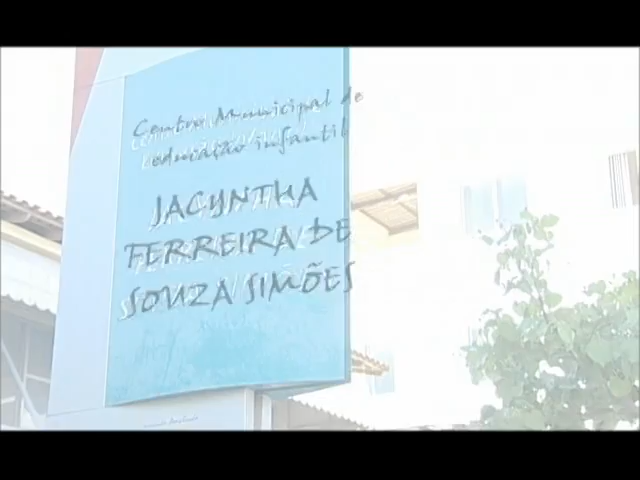 Centro Municipal de
educação infantil
JACYNTHA
FERREIRA DE
SOUZA SIMÕES